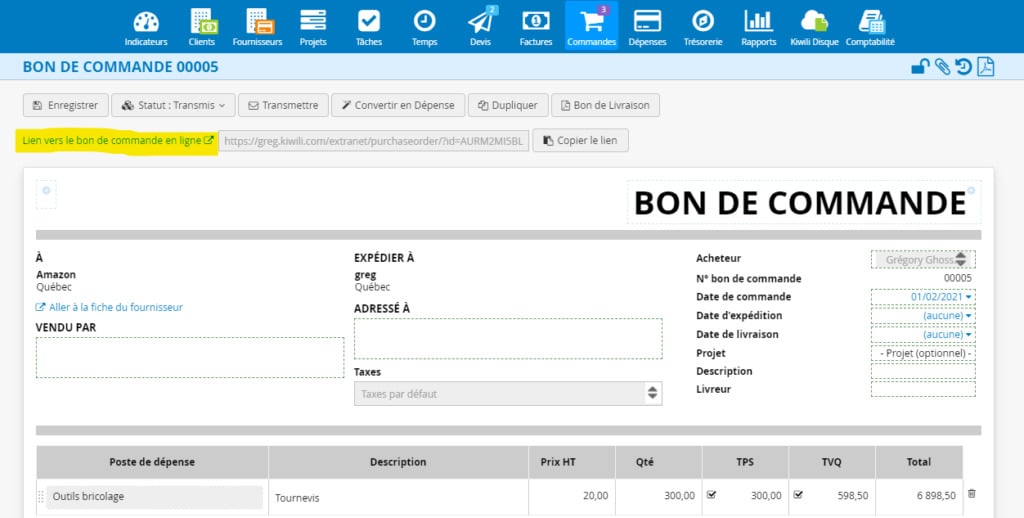 2 3
Indicateurs Clients Fournisseurs Projets Tâches Temps Devis Factures Commandes Dépenses Trésorerie Rapports Kiwili Disque Comptabilité
BON DE COMMANDE 00005
Enregistrer Statut : Transmis Transmettre Convertir en Dépense Dupliquer Bon de Livraison
Lien vers le bon de commande en ligne https://greg.kiwili.com/extranet/purchaseorder/?id=AURM2MI5BL Copier le lien
BON DE COMMANDE
À EXPÉDIER À Acheteur Grégory Ghoss
Amazon greg N° bon de commande 00005
Québec Québec Date de commande 01/02/2021
Aller à la fiche du fournisseur ADRESSÉ À Date d'expédition (aucune)
VENDU PAR Date de livraison (aucune)
Projet - Projet (optionnel) -
Taxes Description
Taxes par défaut Livreur
Poste de dépense Description Prix HT Qté TPS TVQ Total
Outils bricolage Tournevis 20,00 300,00 300,00 598,50 6 898,50